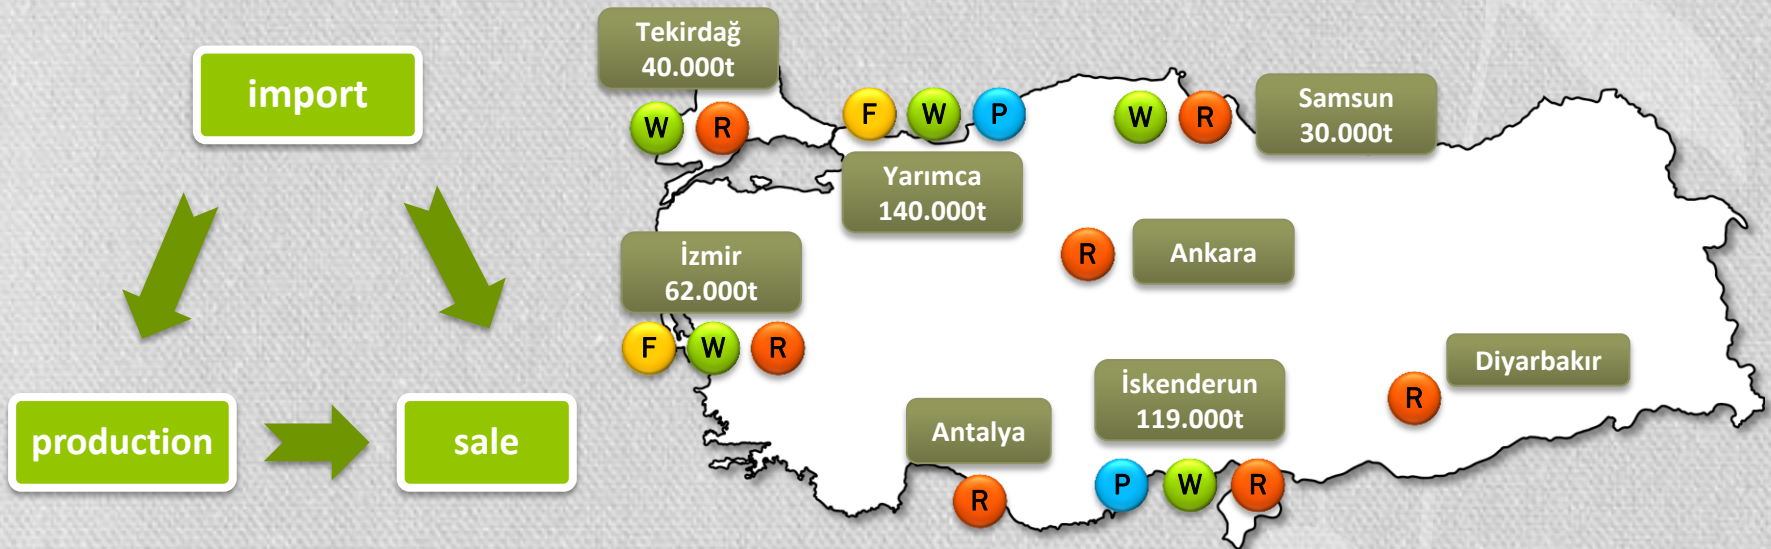 import
production
sale
Tekirdağ
40.000t
W R
F W P
Yarımca
140.000t
W R
Samsun
30.000t
R
Ankara
İzmir
62.000t
F W R
Antalya
R
İskenderun
119.000t
P W R
Diyarbakır
R